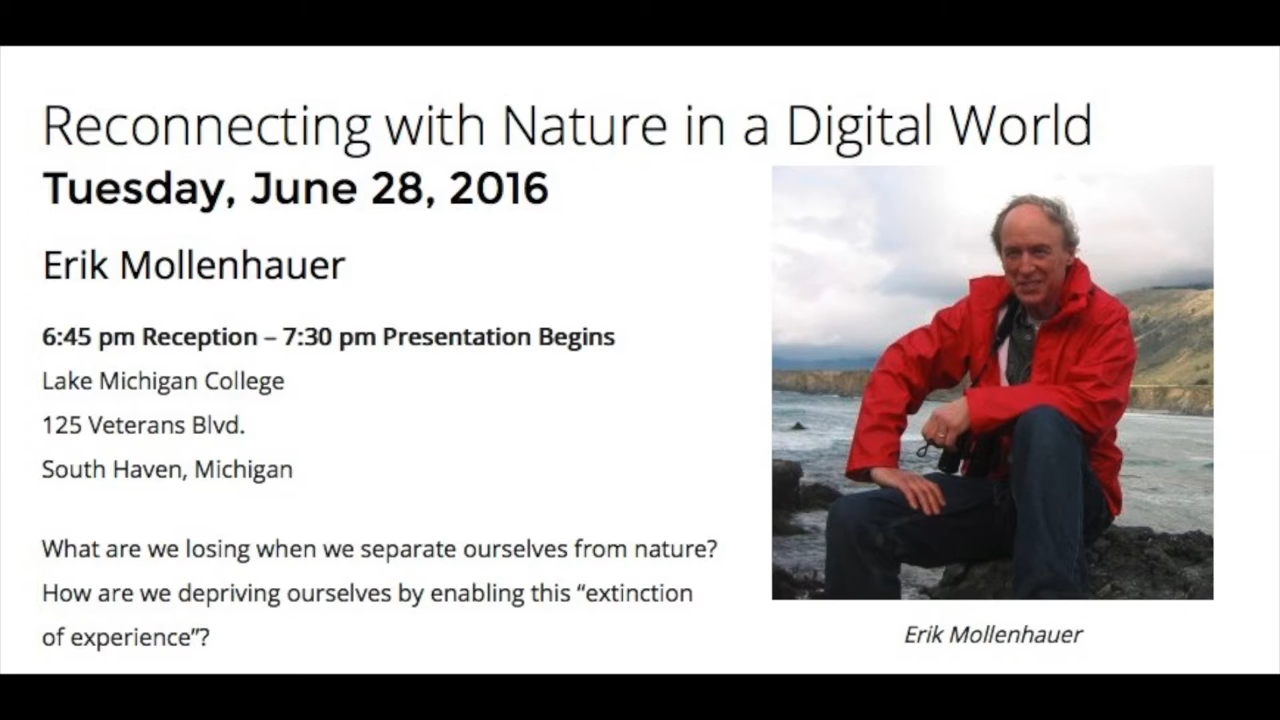 Reconnecting with Nature in a Digital World
Tuesday, June 28, 2016
Erik Mollenhauer
6:45 pm Reception – 7:30 pm Presentation Begins
Lake Michigan College
125 Veterans Blvd.
South Haven, Michigan
What are we losing when we separate ourselves from nature?
How are we depriving ourselves by enabling this “extinction
of experience”?
Erik Mollenhauer